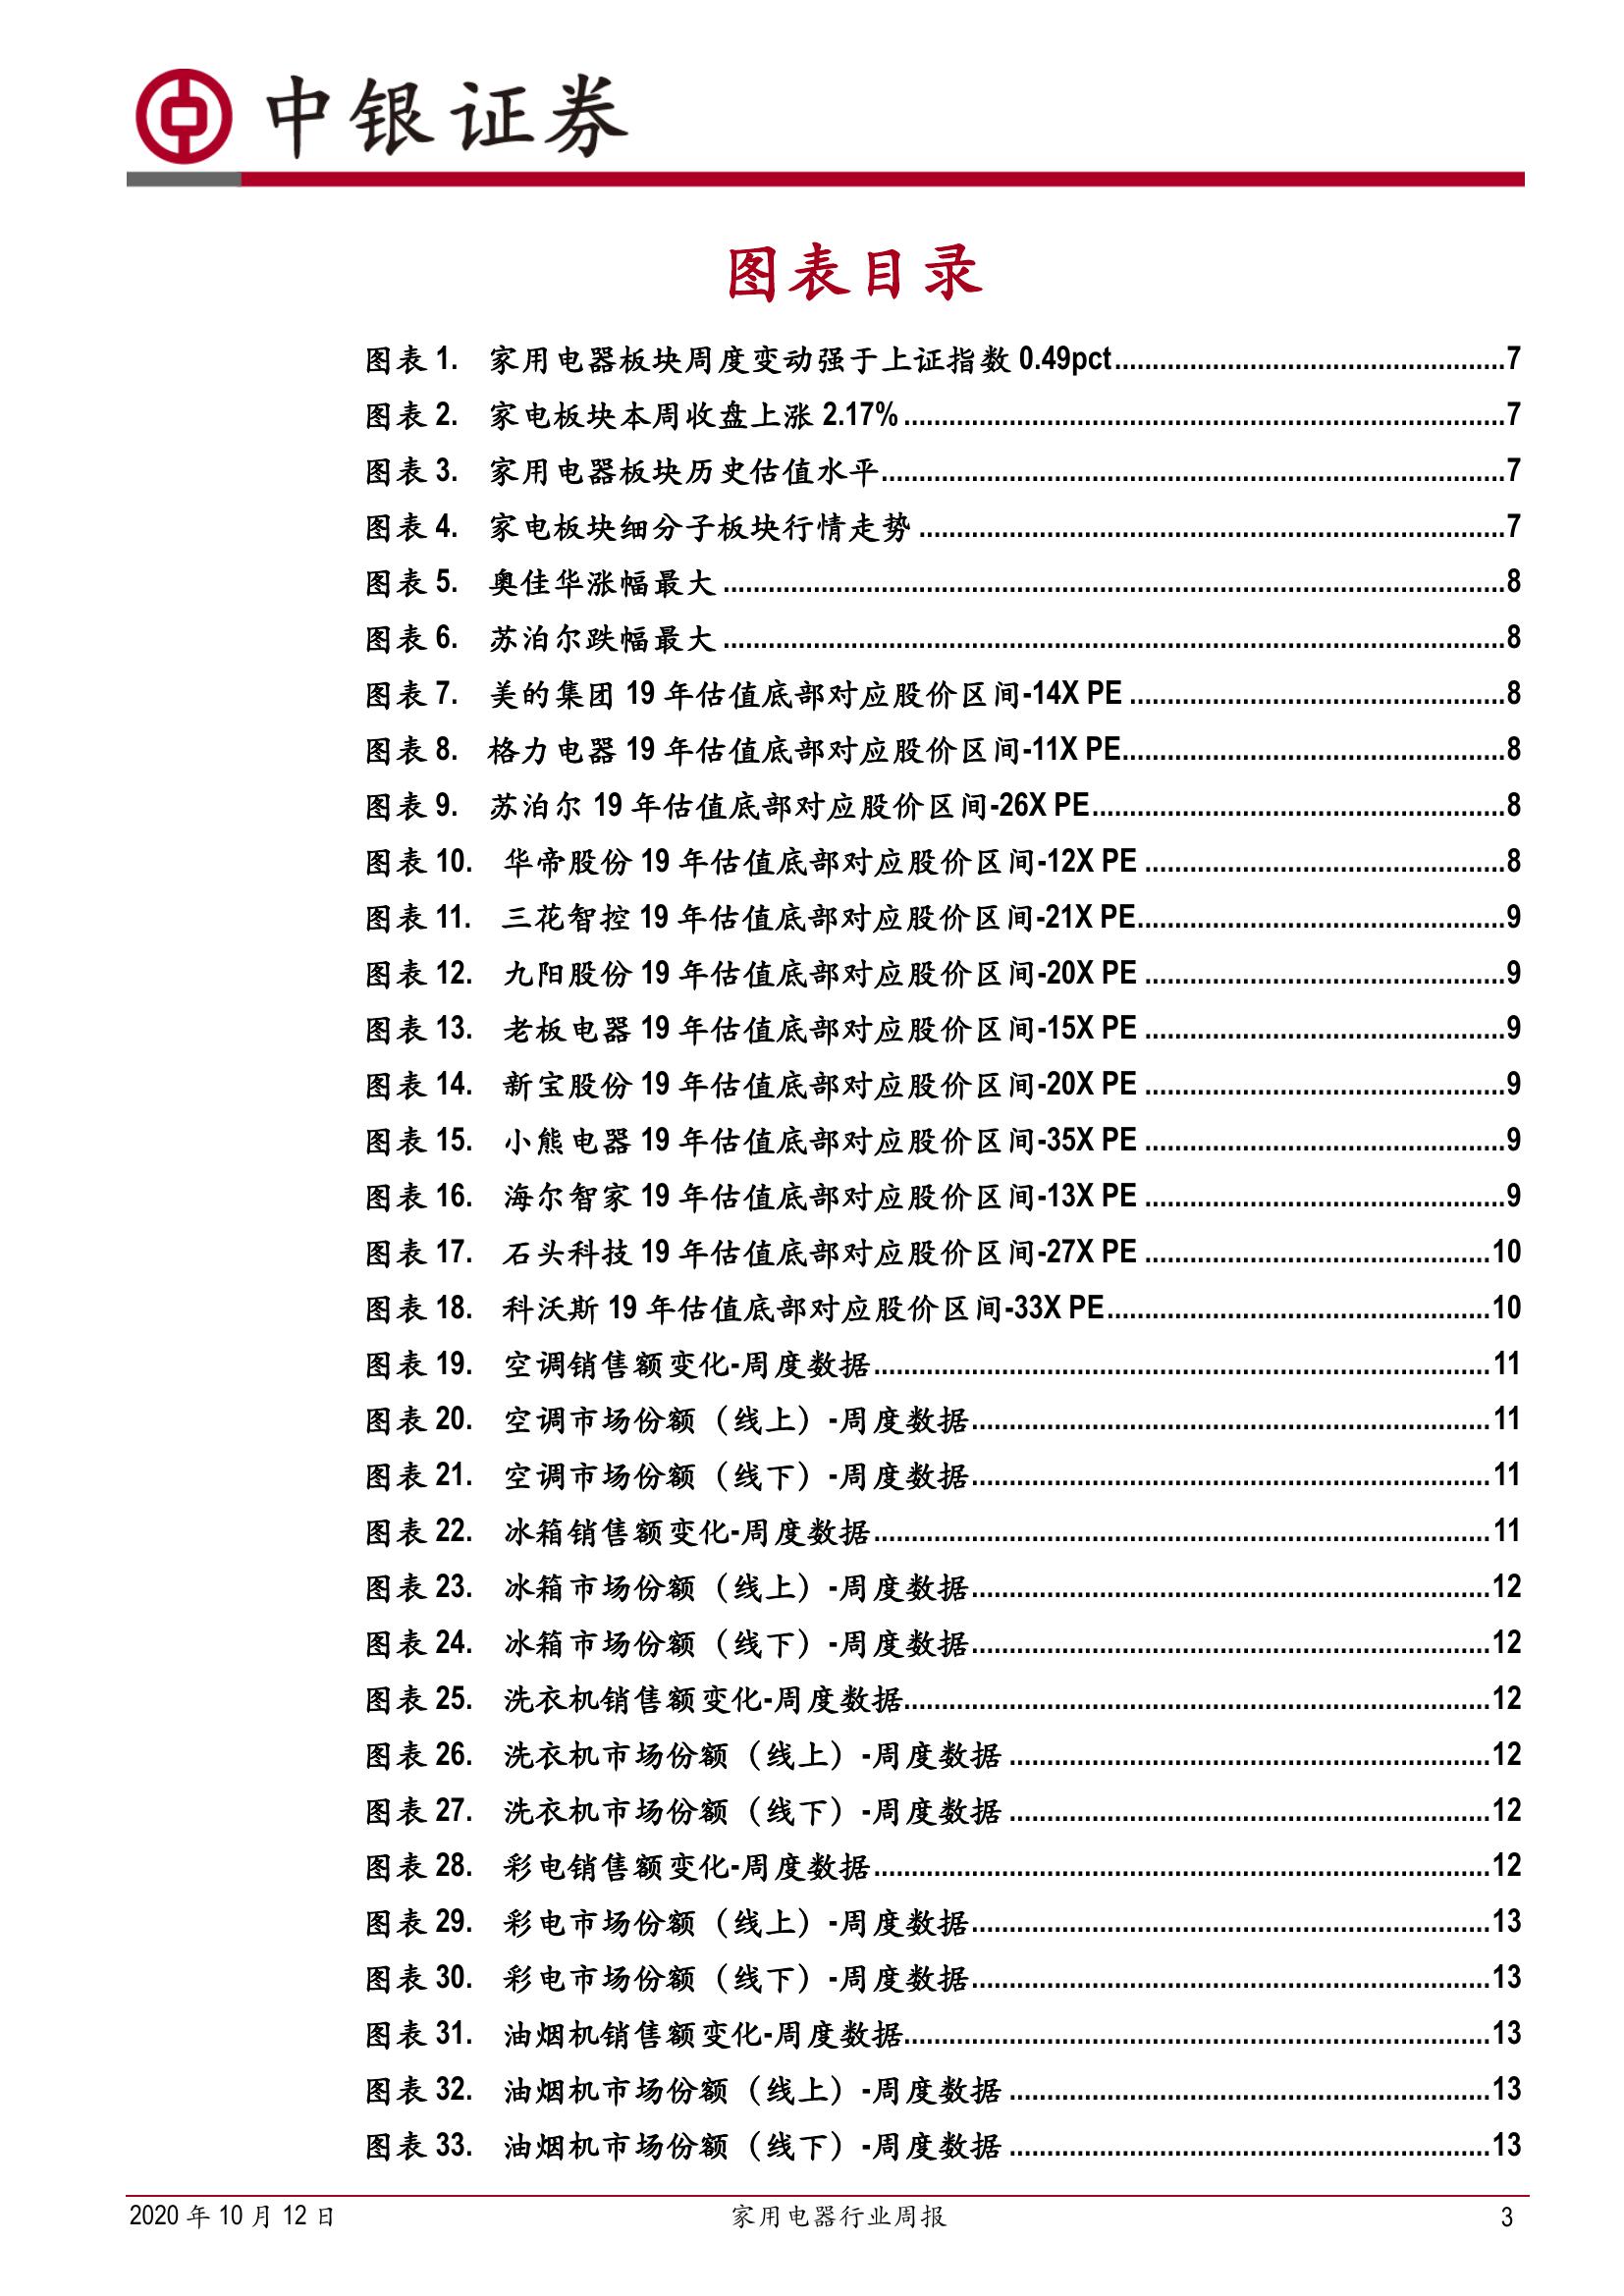 中银证券
图表目录
图表 1. 家用电器板块周度变动强于上证指数 0.49pct.....................................................7
图表 2. 家电板块本周收盘上涨 2.17%.....................................................7
图表 3. 家用电器板块历史估值水平.....................................................7
图表 4. 家电板块细分子板块行情走势.....................................................7
图表 5. 奥佳华涨幅最大.....................................................8
图表 6. 苏泊尔跌幅最大.....................................................8
图表 7. 美的集团 19 年估值底部对应股价区间-14X PE.....................................................8
图表 8. 格力电器 19 年估值底部对应股价区间-11X PE.....................................................8
图表 9. 苏泊尔 19 年估值底部对应股价区间-26X PE.....................................................8
图表 10. 华帝股份 19 年估值底部对应股价区间-12X PE.....................................................8
图表 11. 三花智控 19 年估值底部对应股价区间-21X PE.....................................................9
图表 12. 九阳股份 19 年估值底部对应股价区间-20X PE.....................................................9
图表 13. 老板电器 19 年估值底部对应股价区间-15X PE.....................................................9
图表 14. 新宝股份 19 年估值底部对应股价区间-20X PE.....................................................9
图表 15. 小熊电器 19 年估值底部对应股价区间-35X PE.....................................................9
图表 16. 海尔智家 19 年估值底部对应股价区间-13X PE.....................................................9
图表 17. 石头科技 19 年估值底部对应股价区间-27X PE.....................................................10
图表 18. 科沃斯 19 年估值底部对应股价区间-33X PE.....................................................10
图表 19. 空调销售额变化-周度数据.....................................................11
图表 20. 空调市场份额（线上）-周度数据.....................................................11
图表 21. 空调市场份额（线下）-周度数据.....................................................11
图表 22. 冰箱销售额变化-周度数据.....................................................11
图表 23. 冰箱市场份额（线上）-周度数据.....................................................12
图表 24. 冰箱市场份额（线下）-周度数据.....................................................12
图表 25. 洗衣机销售额变化-周度数据.....................................................12
图表 26. 洗衣机市场份额（线上）-周度数据.....................................................12
图表 27. 洗衣机市场份额（线下）-周度数据.....................................................12
图表 28. 彩电销售额变化-周度数据.....................................................12
图表 29. 彩电市场份额（线上）-周度数据.....................................................13
图表 30. 彩电市场份额（线下）-周度数据.....................................................13
图表 31. 油烟机销售额变化-周度数据.....................................................13
图表 32. 油烟机市场份额（线上）-周度数据.....................................................13
图表 33. 油烟机市场份额（线下）-周度数据.....................................................13
2020 年 10 月 12 日 家用电器行业周报 3